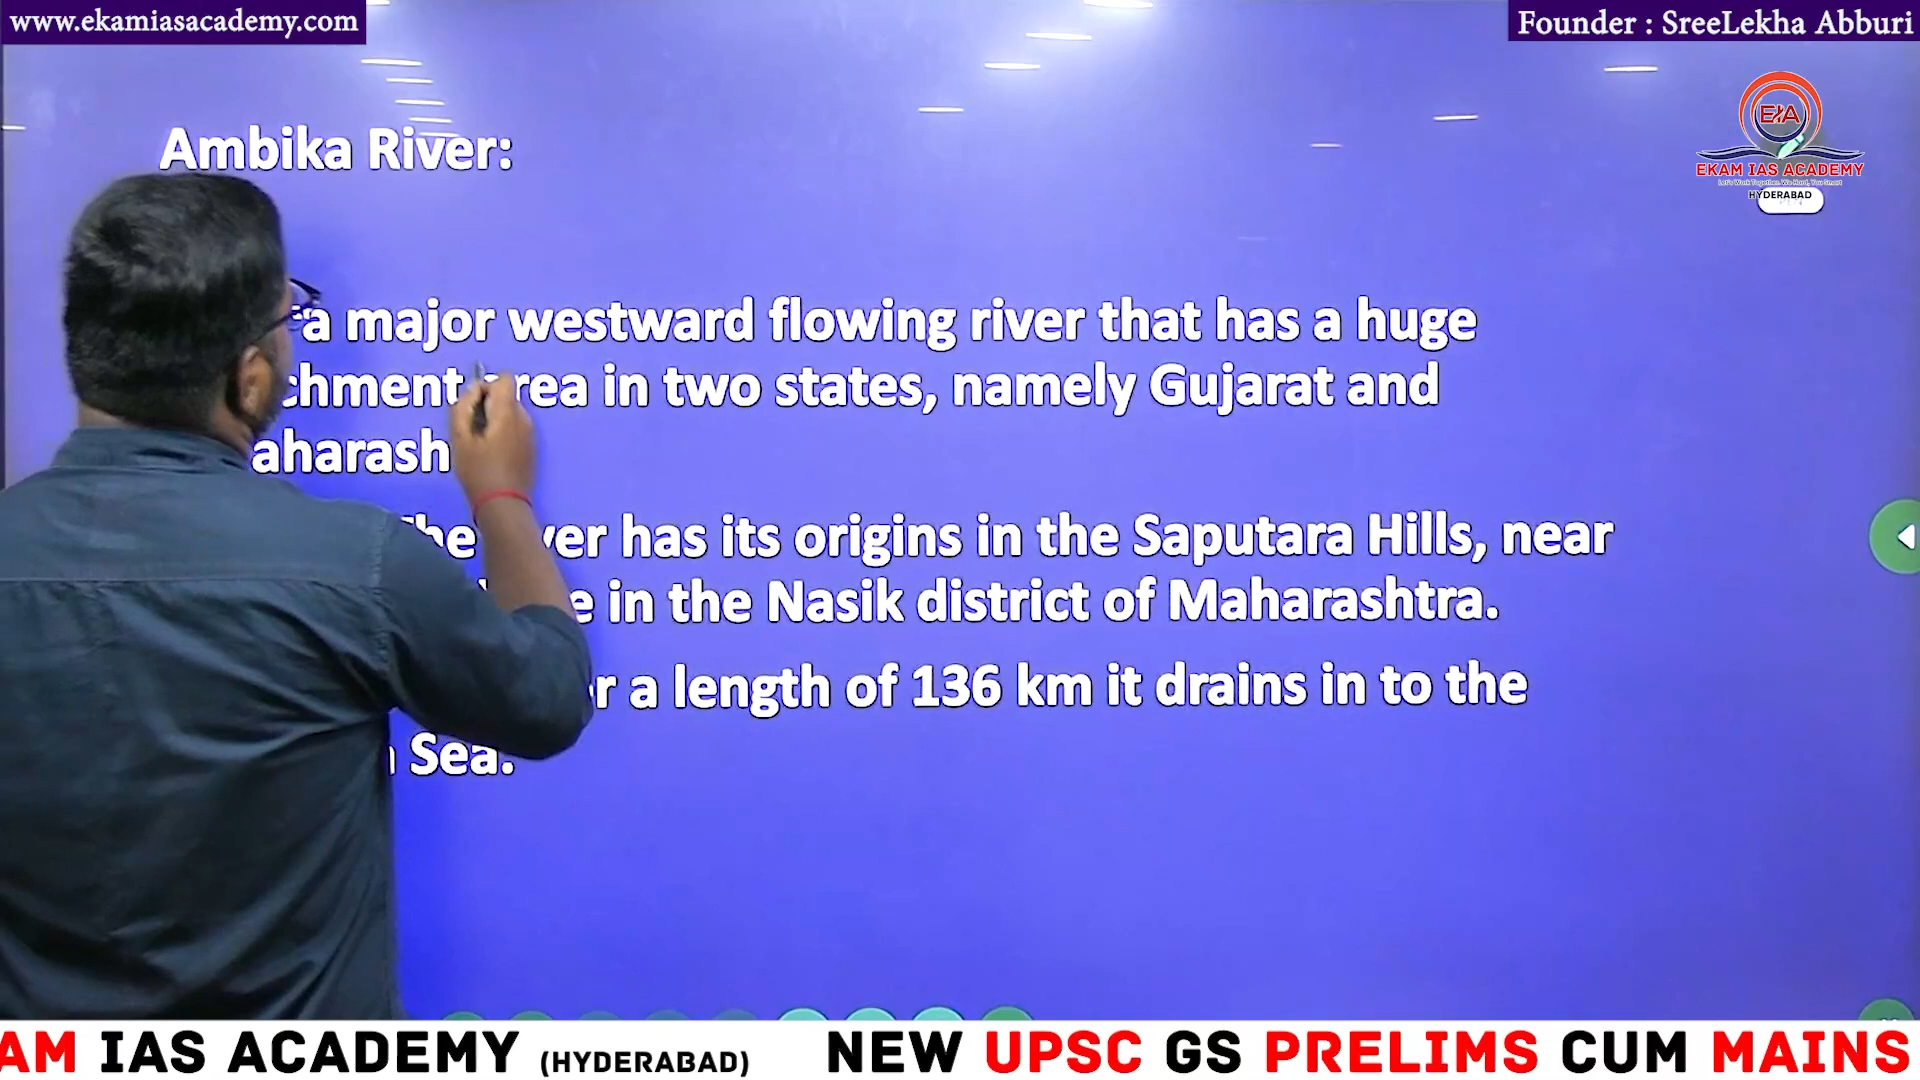 www.ekamiasacademy.com
Founder : SreeLekha Abburi
EKAM IAS ACADEMY
HYDERABAD
Ambika River:
a major westward flowing river that has a huge
chment area in two states, namely Gujarat and
aharash
he ver has its origins in the Saputara Hills, near
e in the Nasik district of Maharashtra.
r a length of 136 km it drains in to the
Sea.
AM IAS ACADEMY (HYDERABAD) NEW UPSC GS PRELIMS CUM MAINS